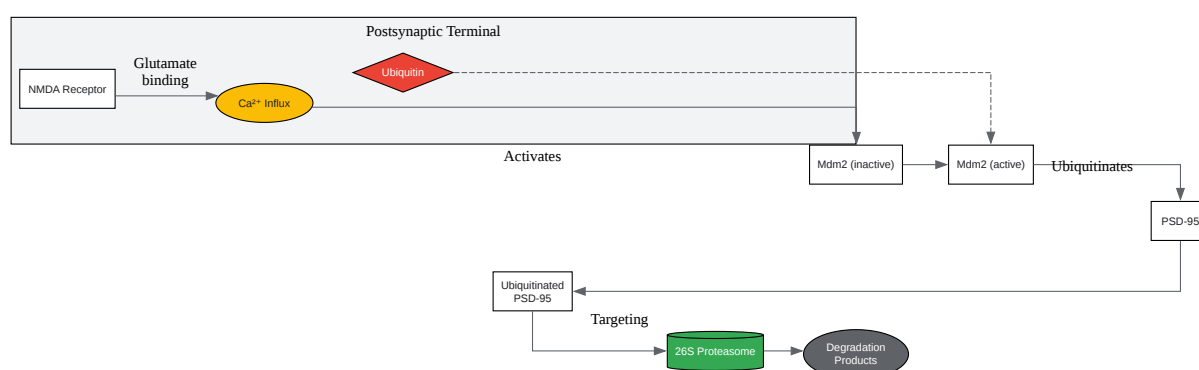 Postsynaptic Terminal
Glutamate
binding
Ubiquitin
NMDA Receptor
Ca²⁺ Influx
Activates
Mdm2 (inactive)
Mdm2 (active)
Ubiquitinates
PSD-95
Ubiquitinated
PSD-95
Targeting
26S Proteasome
Degradation
Products